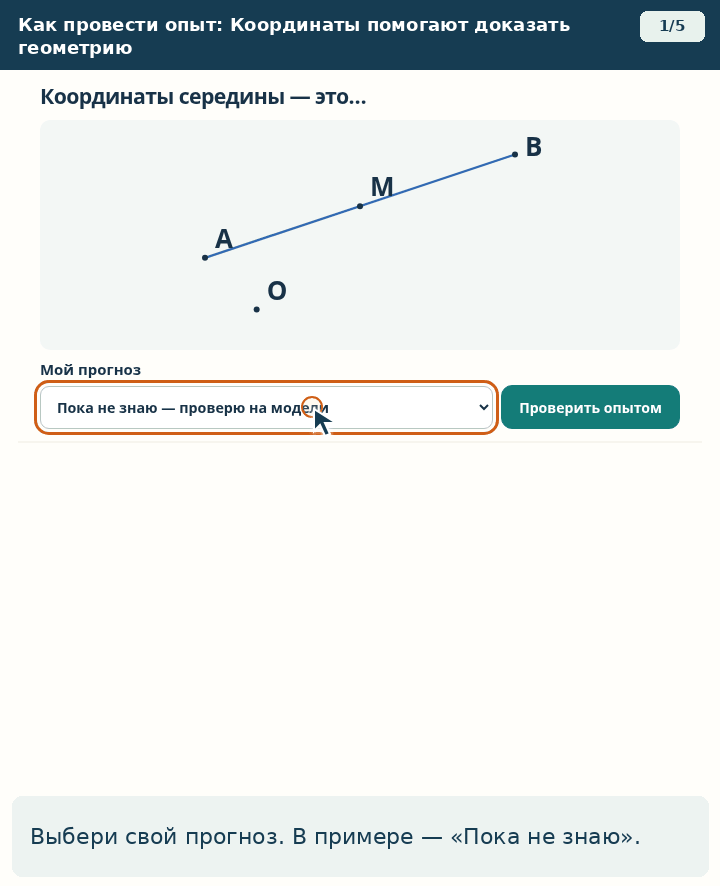 Как провести опыт: Координаты помогают доказать
геометрию
1/5
Координаты середины — это...
B
M
A
O
Мой прогноз
Пока не знаю — проверю на модели
Проверить опытом
Выбери свой прогноз. В примере — «Пока не знаю».